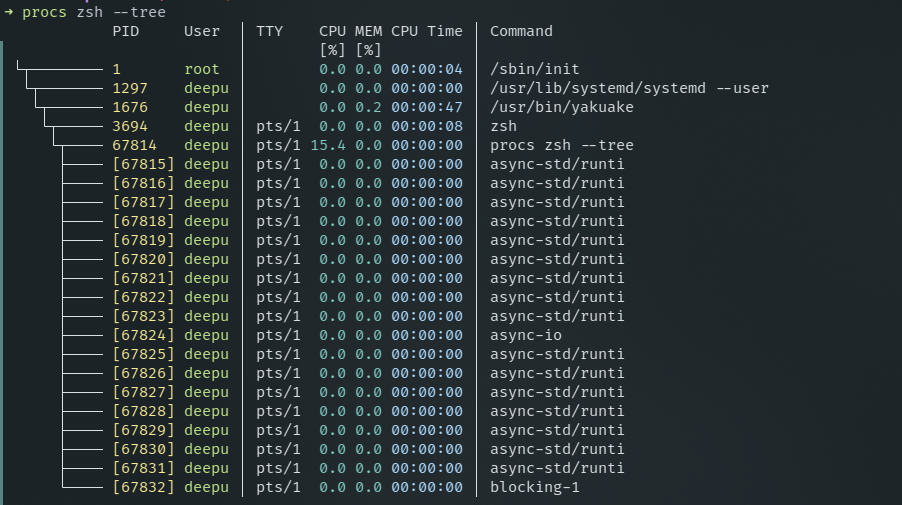 ➜ procs zsh --tree
PID User TTY CPU MEM CPU Time Command
[%] [%]
1 root 0.0 0.0 00:00:04 /sbin/init
1297 deepu 0.0 0.0 00:00:00 /usr/lib/systemd/systemd --user
1676 deepu 0.0 0.2 00:00:47 /usr/bin/yakuake
3694 deepu pts/1 0.0 0.0 00:00:08 zsh
67814 deepu pts/1 15.4 0.0 00:00:00 procs zsh --tree
[67815] deepu pts/1 0.0 0.0 00:00:00 async-std/runti
[67816] deepu pts/1 0.0 0.0 00:00:00 async-std/runti
[67817] deepu pts/1 0.0 0.0 00:00:00 async-std/runti
[67818] deepu pts/1 0.0 0.0 00:00:00 async-std/runti
[67819] deepu pts/1 0.0 0.0 00:00:00 async-std/runti
[67820] deepu pts/1 0.0 0.0 00:00:00 async-std/runti
[67821] deepu pts/1 0.0 0.0 00:00:00 async-std/runti
[67822] deepu pts/1 0.0 0.0 00:00:00 async-std/runti
[67823] deepu pts/1 0.0 0.0 00:00:00 async-std/runti
[67824] deepu pts/1 0.0 0.0 00:00:00 async-io
[67825] deepu pts/1 0.0 0.0 00:00:00 async-std/runti
[67826] deepu pts/1 0.0 0.0 00:00:00 async-std/runti
[67827] deepu pts/1 0.0 0.0 00:00:00 async-std/runti
[67828] deepu pts/1 0.0 0.0 00:00:00 async-std/runti
[67829] deepu pts/1 0.0 0.0 00:00:00 async-std/runti
[67830] deepu pts/1 0.0 0.0 00:00:00 async-std/runti
[67831] deepu pts/1 0.0 0.0 00:00:00 async-std/runti
[67832] deepu pts/1 0.0 0.0 00:00:00 blocking-1